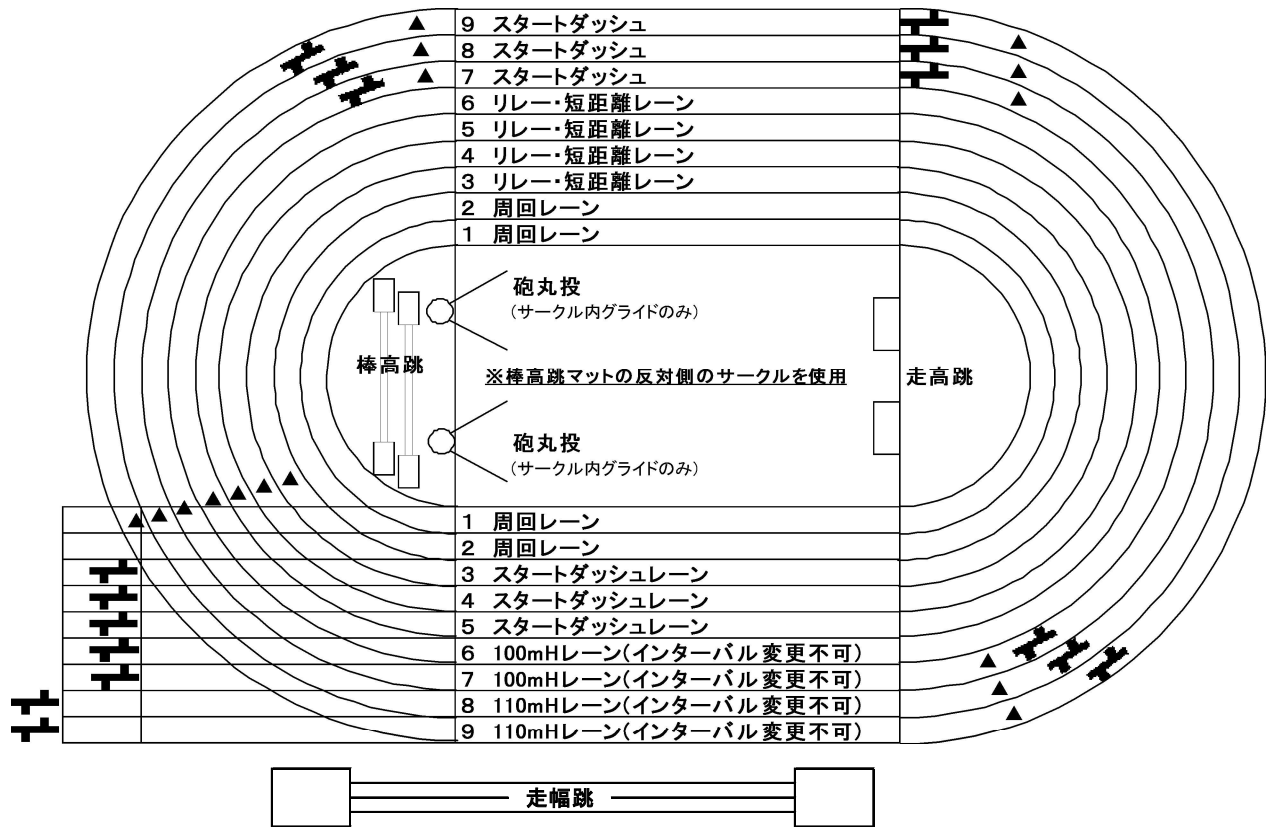 9 スタートダッシュ
8 スタートダッシュ
7 スタートダッシュ
6 リレー・短距離レーン
5 リレー・短距離レーン
4 リレー・短距離レーン
3 リレー・短距離レーン
2 周回レーン
1 周回レーン
砲丸投
(サークル内グライドのみ)
棒高跳
※棒高跳マットの反対側のサークルを使用
走高跳
砲丸投
(サークル内グライドのみ)
1 周回レーン
2 周回レーン
3 スタートダッシュレーン
4 スタートダッシュレーン
5 スタートダッシュレーン
6 100mHレーン(インターバル変更不可)
7 100mHレーン(インターバル変更不可)
8 110mHレーン(インターバル変更不可)
9 110mHレーン(インターバル変更不可)
走幅跳